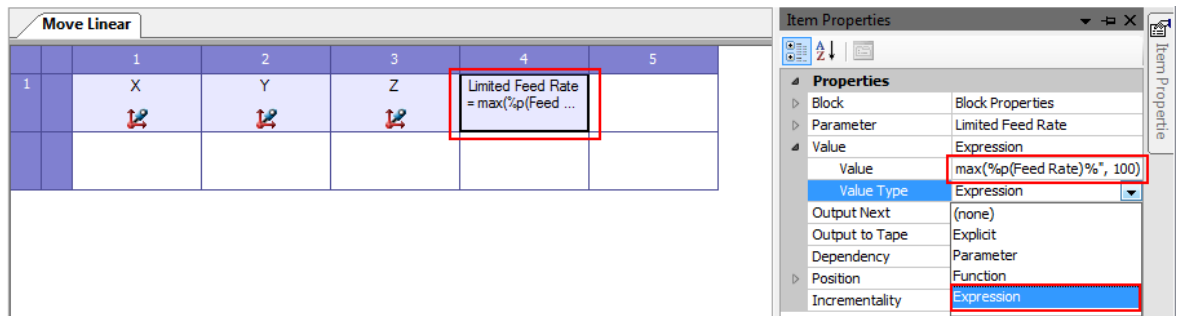 Move Linear
1 2 3 4 5
1 X Y Z Limited Feed Rate
= max(%p(Feed ...
Item Properties
Properties
Block Block Properties
Parameter Limited Feed Rate
Value Expression
Value max(%p(Feed Rate)%", 100)
Value Type Expression
Output Next (none)
Output to Tape Explicit
Dependency Parameter
Position Function
Incrementality Expression
Item Propertie